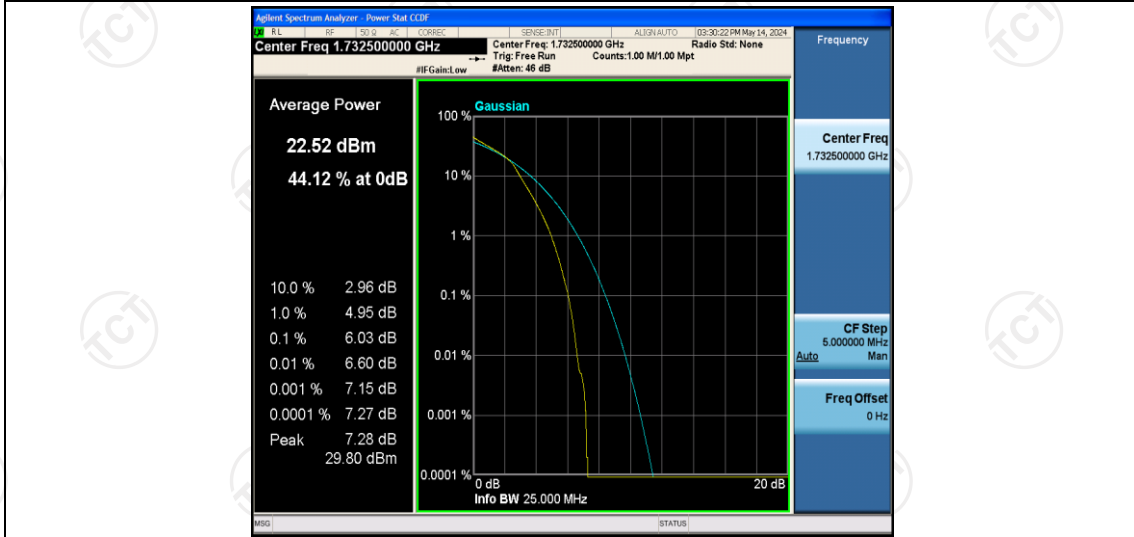 Agilent Spectrum Analyzer - Power Stat CCDF
RL RF 50 Ω AC CORREC SENSE:INT ALIGN AUTO 03:30:22 PM May 14, 2024
Center Freq 1.732500000 GHz
Center Freq: 1.732500000 GHz Radio Std: None
Trig: Free Run Counts:1.00 M/1.00 Mpt
#IFGain:Low #Atten: 46 dB
Frequency
Average Power
22.52 dBm
44.12 % at 0dB
10.0 % 2.96 dB
1.0 % 4.95 dB
0.1 % 6.03 dB
0.01 % 6.60 dB
0.001 % 7.15 dB
0.0001 % 7.27 dB
Peak 7.28 dB
29.80 dBm
Gaussian
100 %
10 %
1 %
0.1 %
0.01 %
0.001 %
0.0001 %
0 dB 20 dB
Info BW 25.000 MHz
Center Freq
1.732500000 GHz
CF Step
5.000000 MHz
Auto Man
Freq Offset
0 Hz
MSG STATUS
TCT
TCT
TCT
TCT